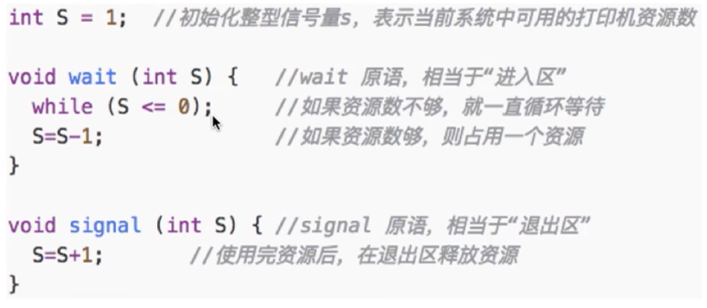 int S = 1;  //初始化整型信号量s，表示当前系统中可用的打印机资源数
void wait (int S) {   //wait 原语，相当于“进入区”
while (S <= 0);      //如果资源数不够，就一直循环等待
S=S-1;               //如果资源数够，则占用一个资源
}
void signal (int S) { //signal 原语，相当于“退出区”
S=S+1;        //使用完资源后，在退出区释放资源
}